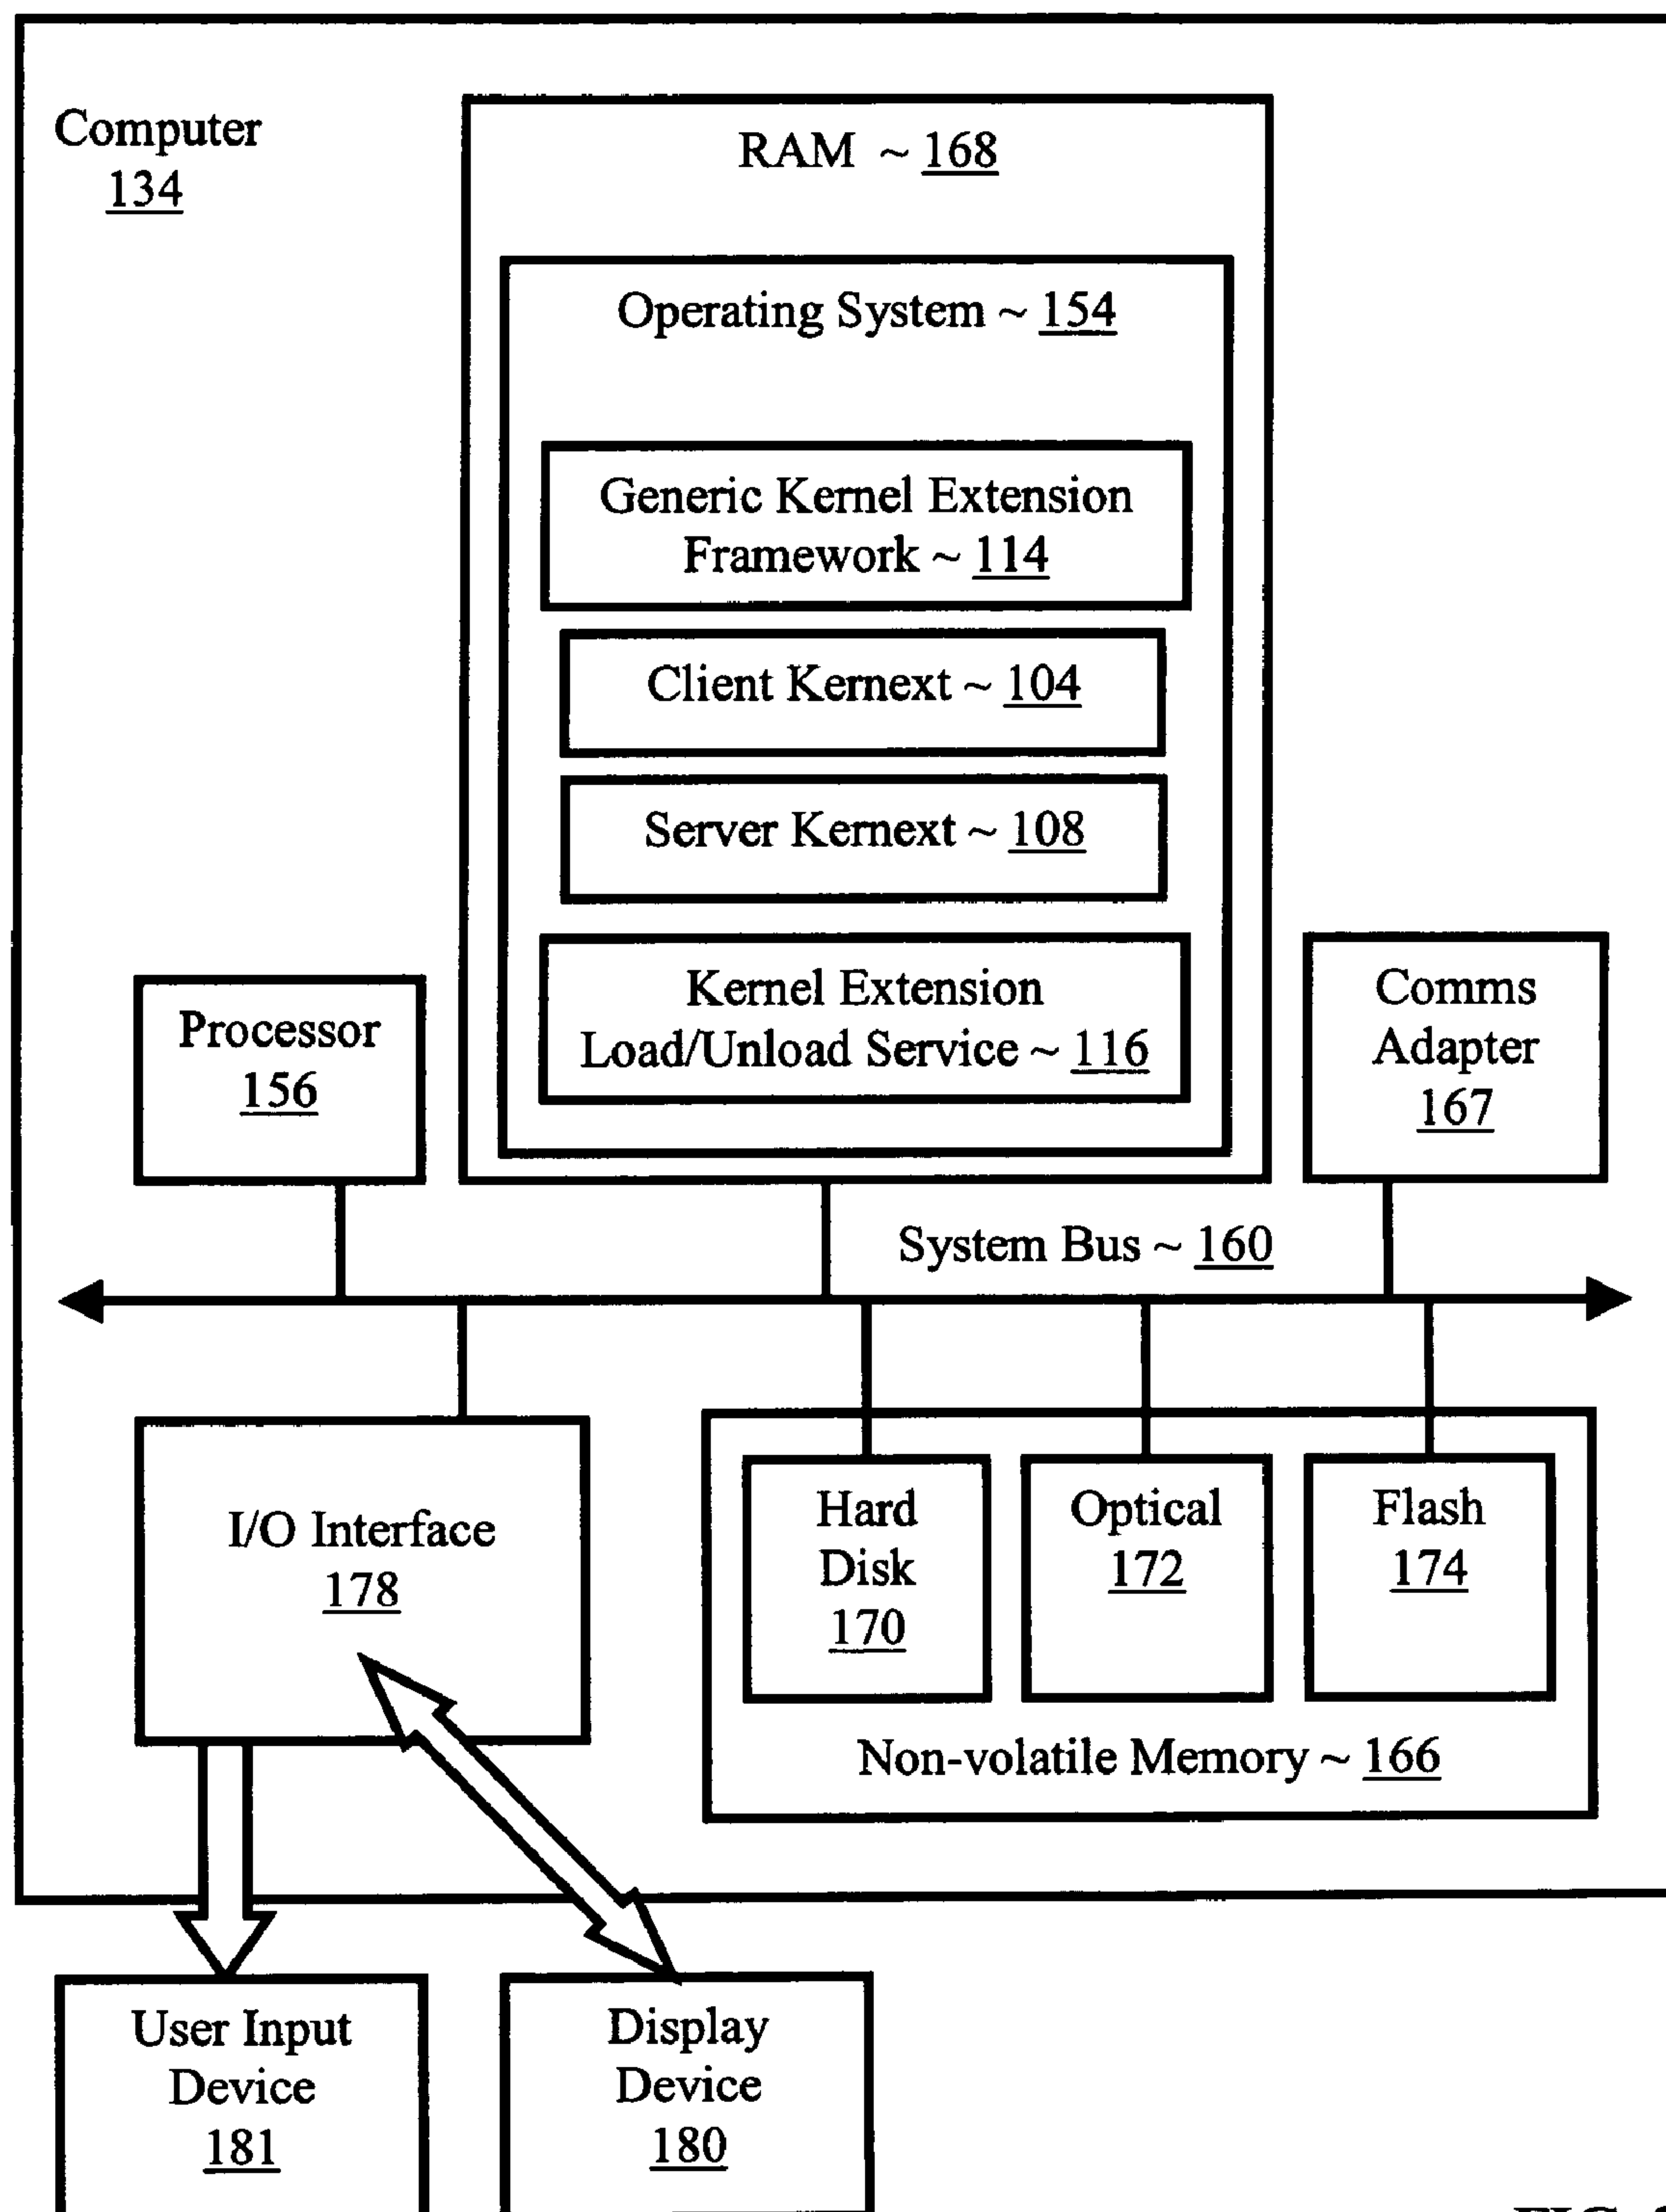 Computer
134
RAM ~ 168
Operating System ~ 154
Generic Kernel Extension
Framework ~ 114
Client Kernext ~ 104
Server Kernext ~ 108
Kernel Extension
Load/Unload Service ~ 116
Processor
156
Comms
Adapter
167
System Bus ~ 160
I/O Interface
178
Hard
Disk
170
Optical
172
Flash
174
Non-volatile Memory ~ 166
User Input
Device
181
Display
Device
180